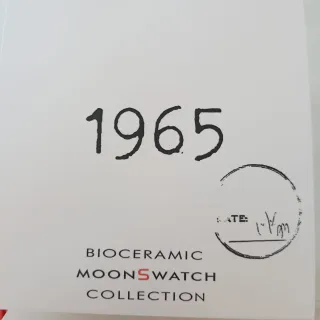 1965
ATE:
BIOCERAMIC
MOONSWATCH
COLLECTION